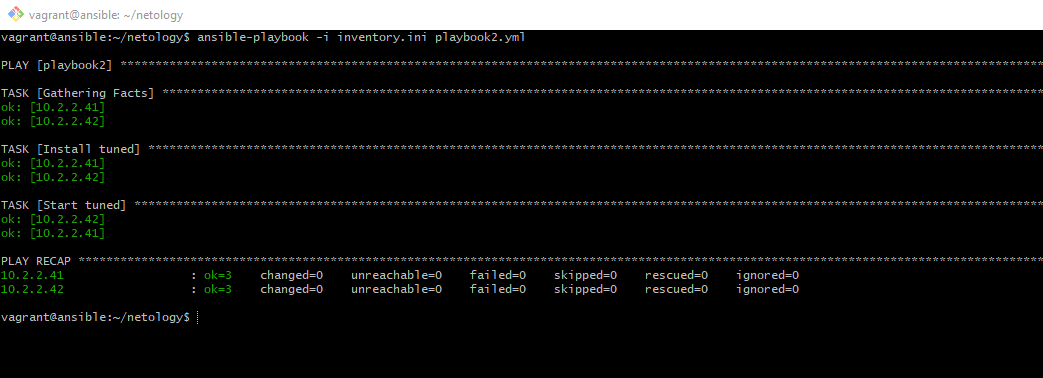 vagrant@ansible: ~/netology
vagrant@ansible:~/netology$ ansible-playbook -i inventory.ini playbook2.yml
PLAY [playbook2] ***********************************************************************************************************************************
TASK [Gathering Facts] *****************************************************************************************************************************
ok: [10.2.2.41]
ok: [10.2.2.42]
TASK [Install tuned] *******************************************************************************************************************************
ok: [10.2.2.41]
ok: [10.2.2.42]
TASK [Start tuned] *********************************************************************************************************************************
ok: [10.2.2.42]
ok: [10.2.2.41]
PLAY RECAP *****************************************************************************************************************************************
10.2.2.41                  : ok=3    changed=0    unreachable=0    failed=0    skipped=0    rescued=0    ignored=0
10.2.2.42                  : ok=3    changed=0    unreachable=0    failed=0    skipped=0    rescued=0    ignored=0
vagrant@ansible:~/netology$